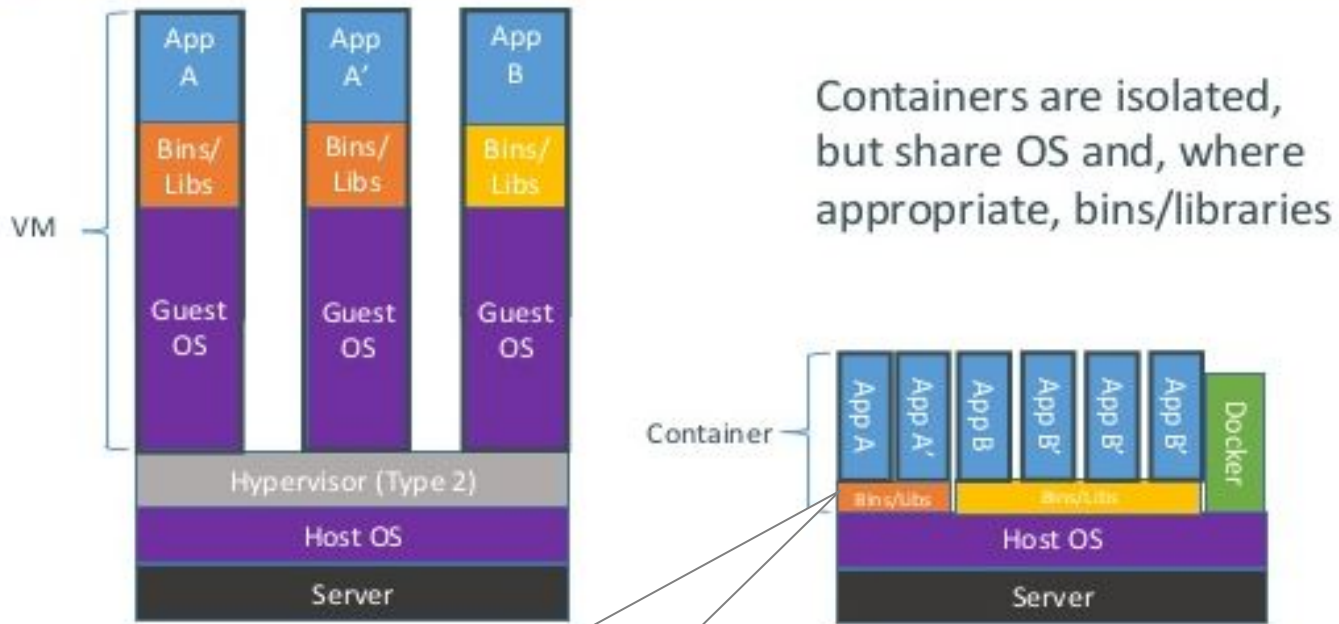 App
A
App
A’
App
B
Bins/
Libs
Bins/
Libs
Bins/
Libs
VM
Guest
OS
Guest
OS
Guest
OS
Hypervisor (Type 2)
Host OS
Server
Containers are isolated,
but share OS and, where
appropriate, bins/libraries
Container
App A
App A’
App B
App B’
App B’
App B’
Docker
Bins/Libs
Bins/Libs
Host OS
Server